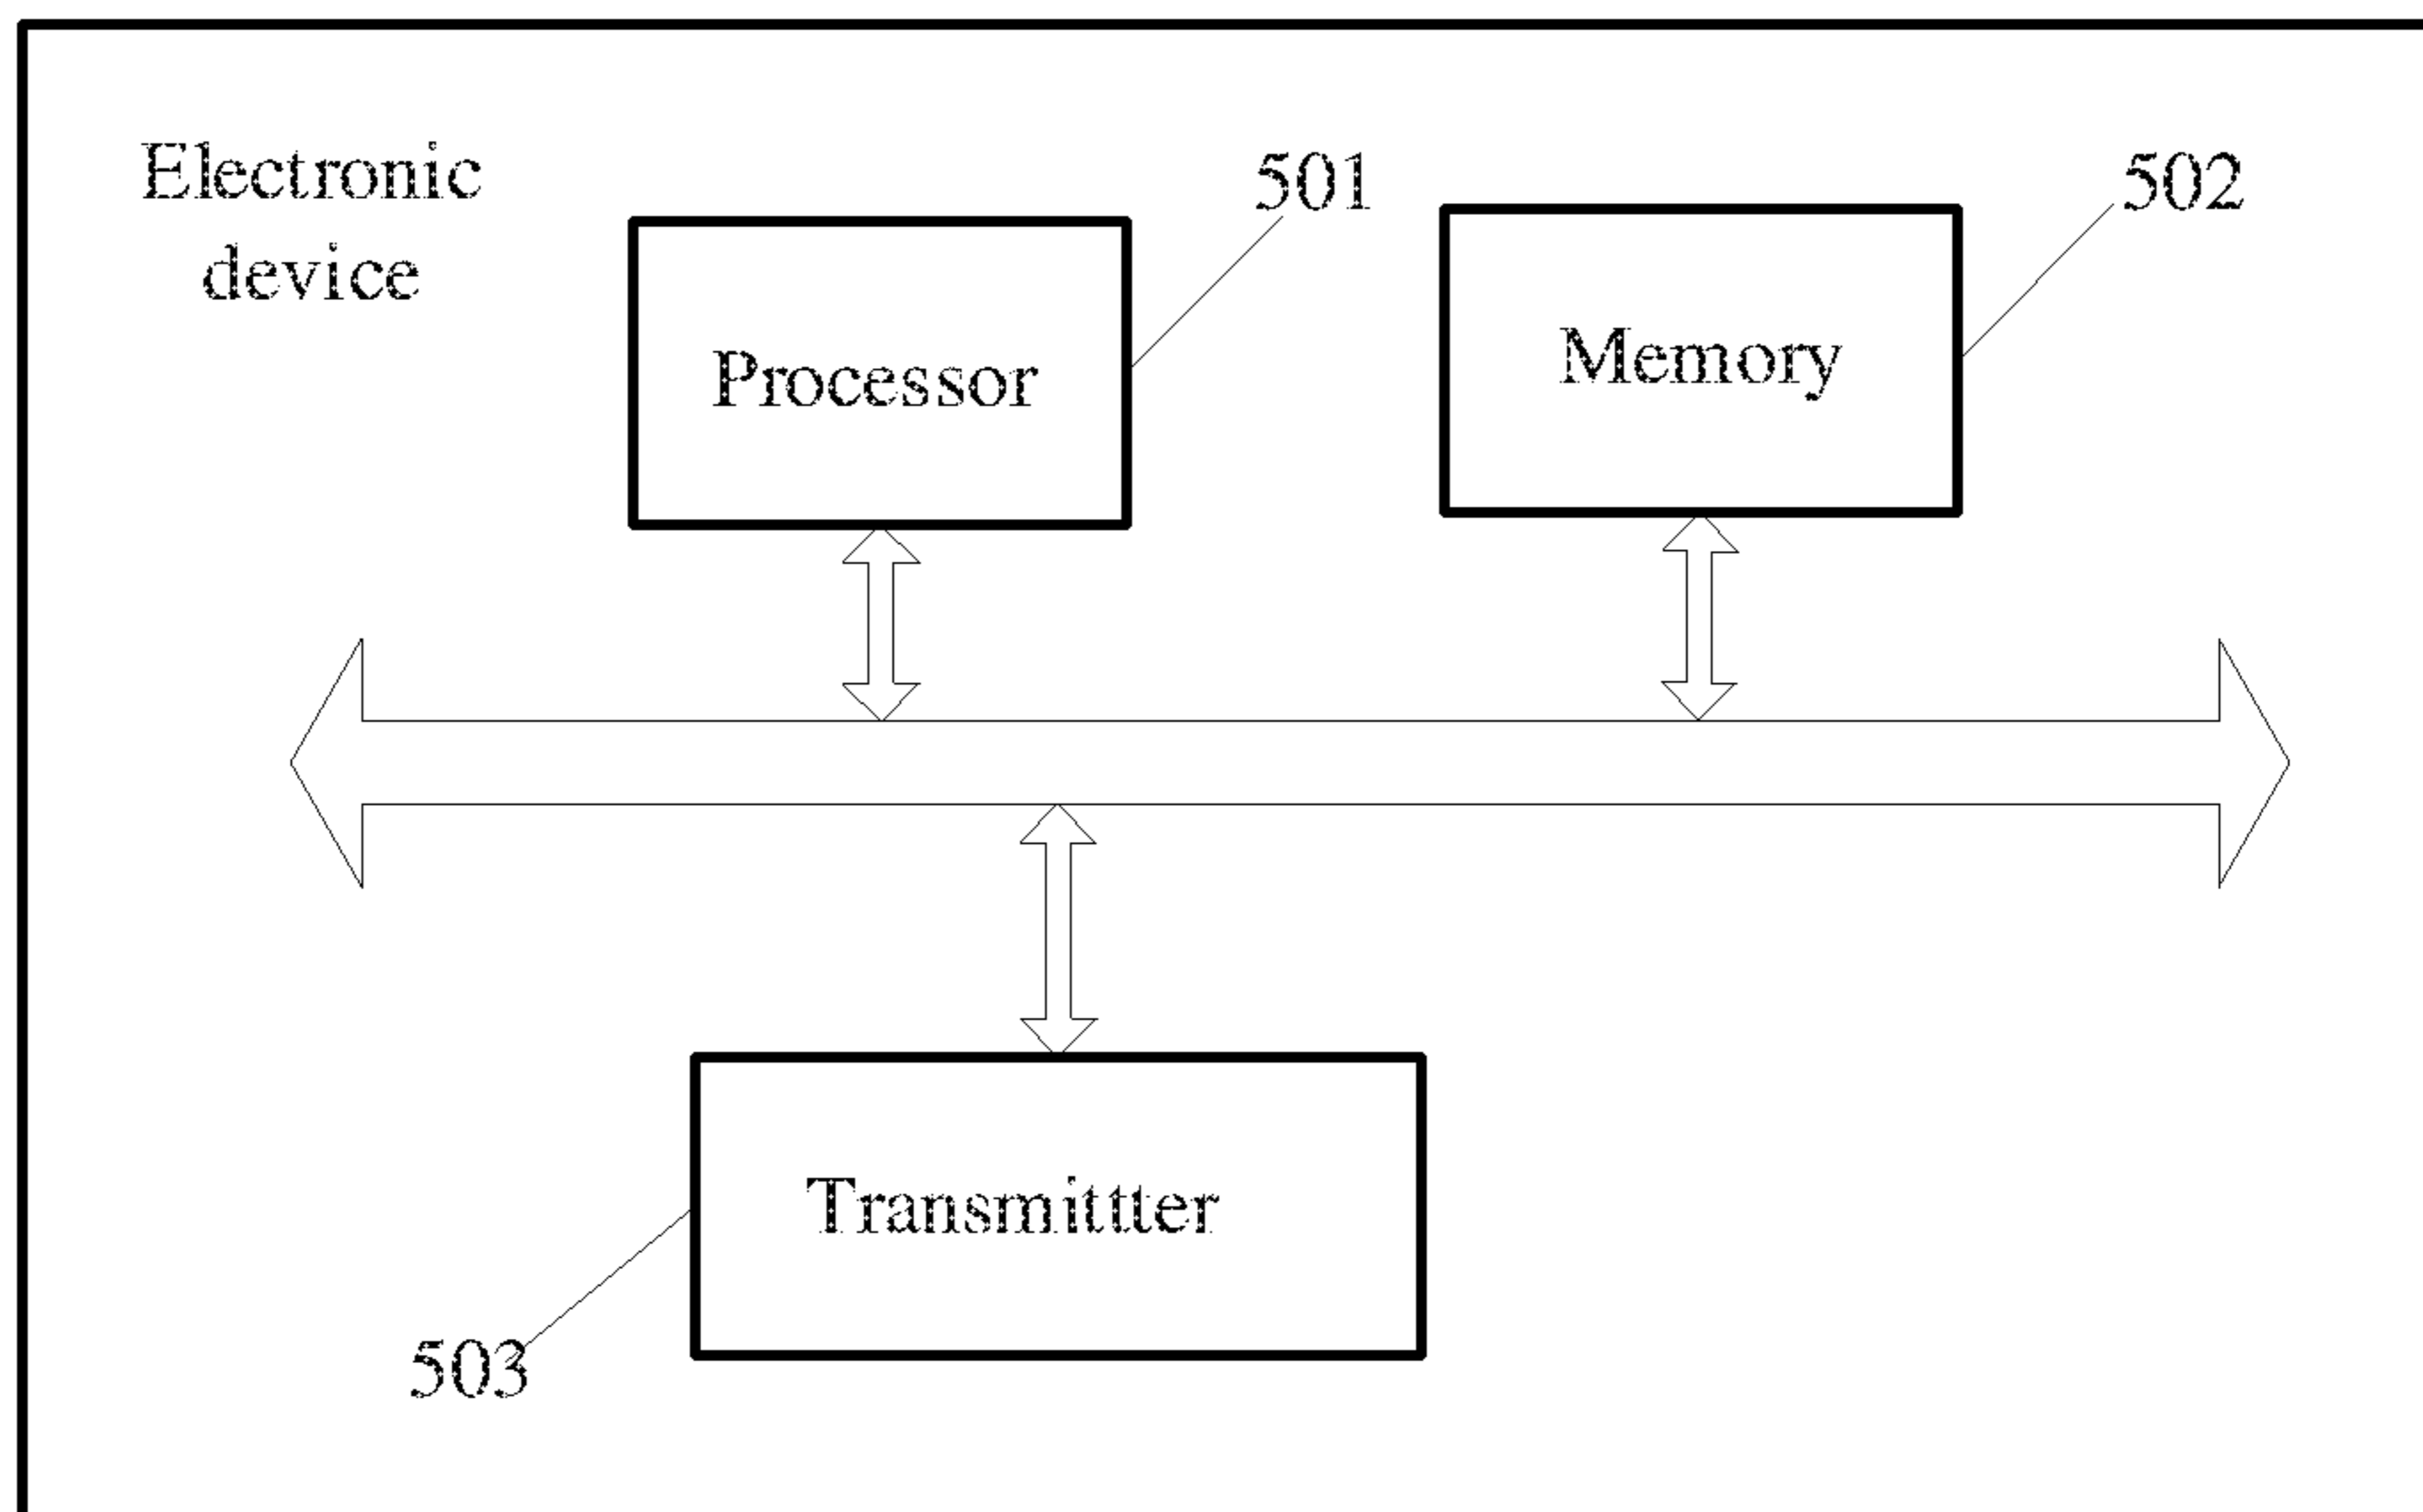 Electronic
device
501
502
Processor
Memory
Transmittter
503